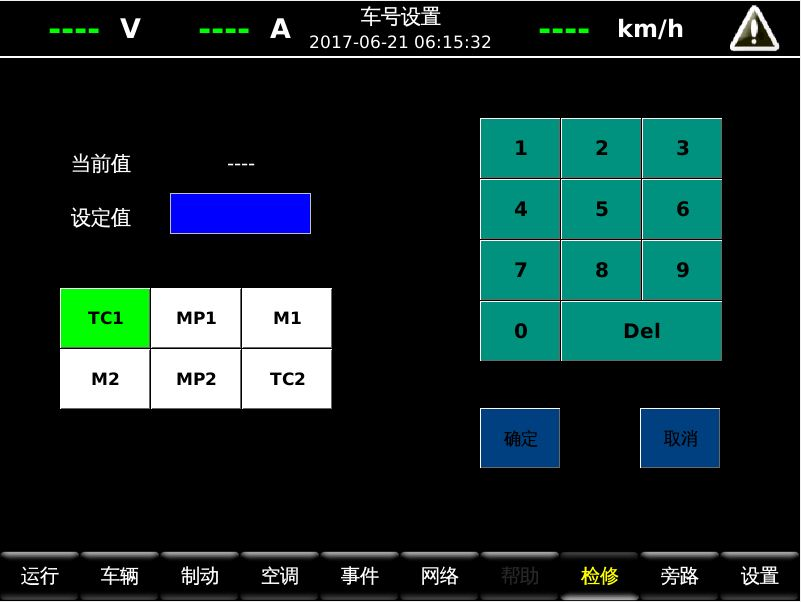 ---- V ---- A 车号设置 ---- km/h
2017-06-21 06:15:32
当前值 ----
设定值
TC1 MP1 M1
M2 MP2 TC2
1 2 3
4 5 6
7 8 9
0 Del
确定 取消
运行 车辆 制动 空调 事件 网络 帮助 检修 旁路 设置